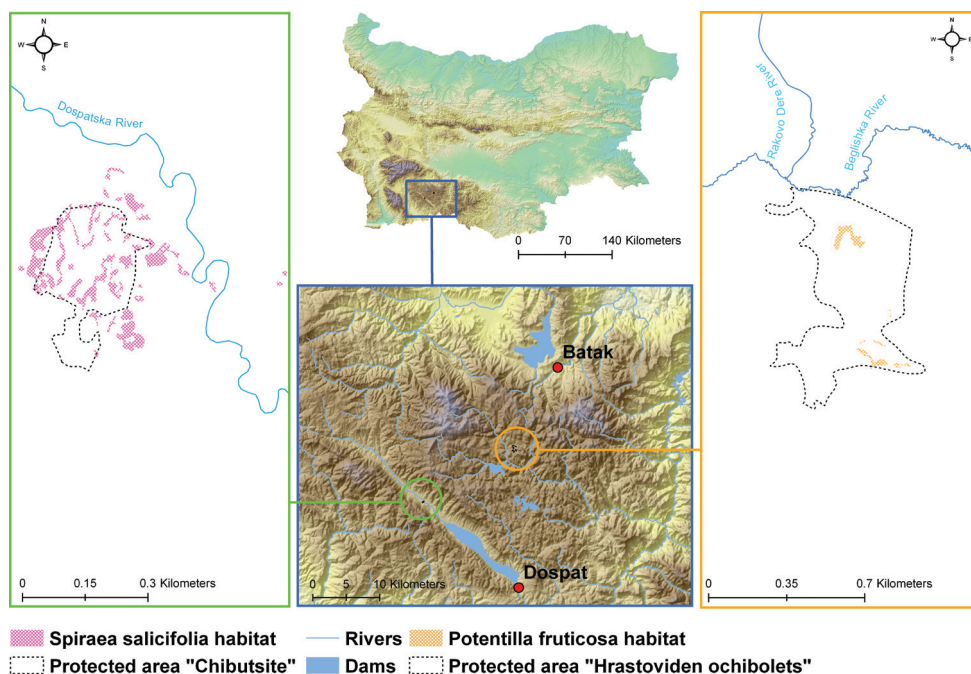 N
W E
S
Dospatska River
0 0.15 0.3 Kilometers
0 70 140 Kilometers
Batak
Dospat
0 5 10 Kilometers
N
W E
S
Rakovo Dere River
Beglishka River
0 0.35 0.7 Kilometers
Spiraea salicifolia habitat
Rivers
Potentilla fruticosa habitat
Protected area "Chibutsite"
Dams
Protected area "Hrastoviden ochibolets"